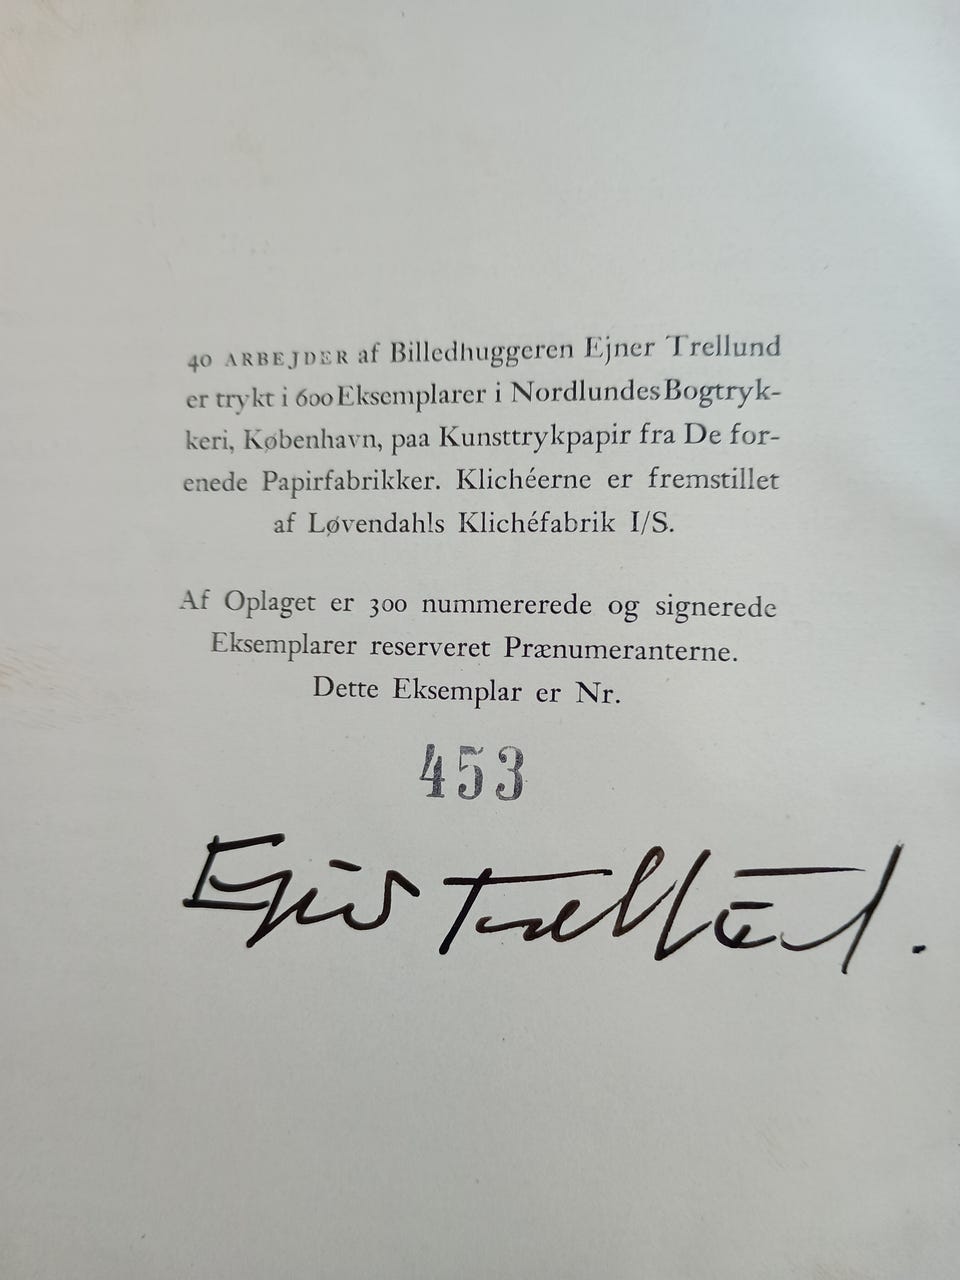 40 ARBEJDER af Billedhuggeren Ejner Trellund
er trykt i 600 Eksemplarer i Nordlundes Bogtryk-
keri, København, paa Kunsttrykpapir fra De for-
enede Papirfabrikker. Klichéerne er fremstillet
af Løvendahls Klichéfabrik I/S.
Af Oplaget er 300 nummererede og signerede
Eksemplarer reserveret Prænumeranterne.
Dette Eksemplar er Nr.
453
Ejner Trellund.